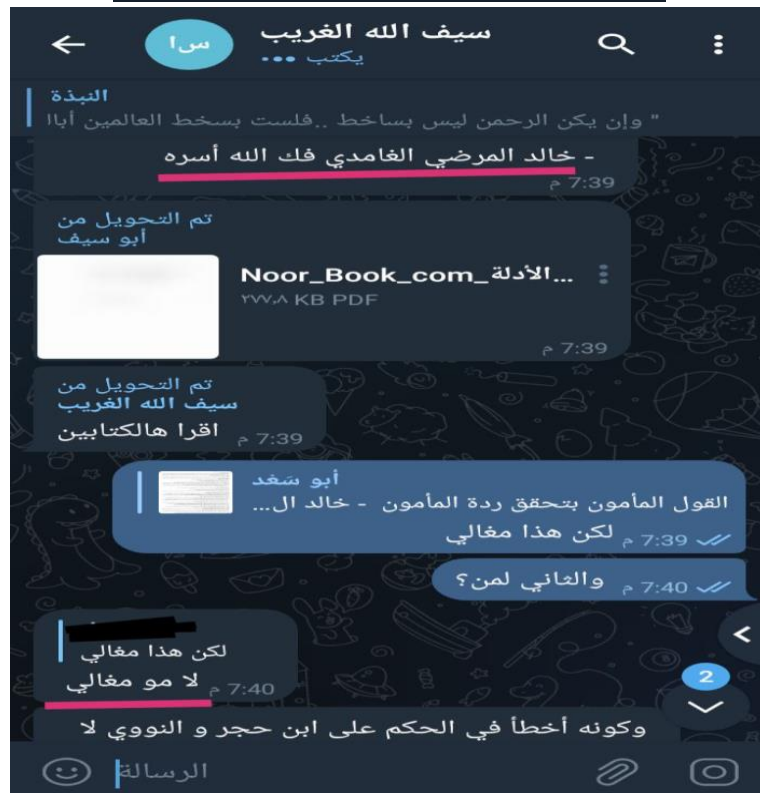 سيف الله الغريب
سا
يكتب
النبذة
" وإن يكن الرحمن ليس بساخط ..فلست بسخط العالمين أبا
- خالد المرضي الغامدي فك الله أسره
7:39 م
تم التحويل من
أبو سيف
Noor_Book_com_الأدلة...
٢٧٧,٨ KB PDF
7:39 م
تم التحويل من
سيف الله الغريب
اقرا هالكتابين
7:39 م
أبو سَعْد
القول المأمون بتحقق ردة المأمون - خالد ال...
لكن هذا مغالي
7:39 م
والثاني لمن؟
7:40 م
لكن هذا مغالي
لا مو مغالي
7:40 م
2
وكونه أخطأ في الحكم على ابن حجر و النووي لا
الرسالة